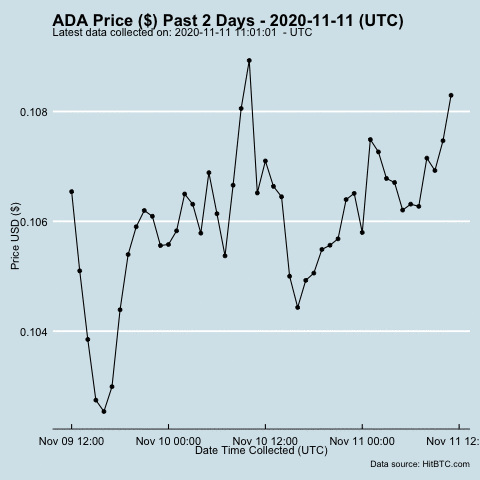 ADA Price ($) Past 2 Days - 2020-11-11 (UTC)
Latest data collected on: 2020-11-11 11:01:01 - UTC
0.108
0.106
0.104
Price USD ($)
Nov 09 12:00 Nov 10 00:00 Nov 10 12:00 Nov 11 00:00 Nov 11 12:
Date Time Collected (UTC)
Data source: HitBTC.com